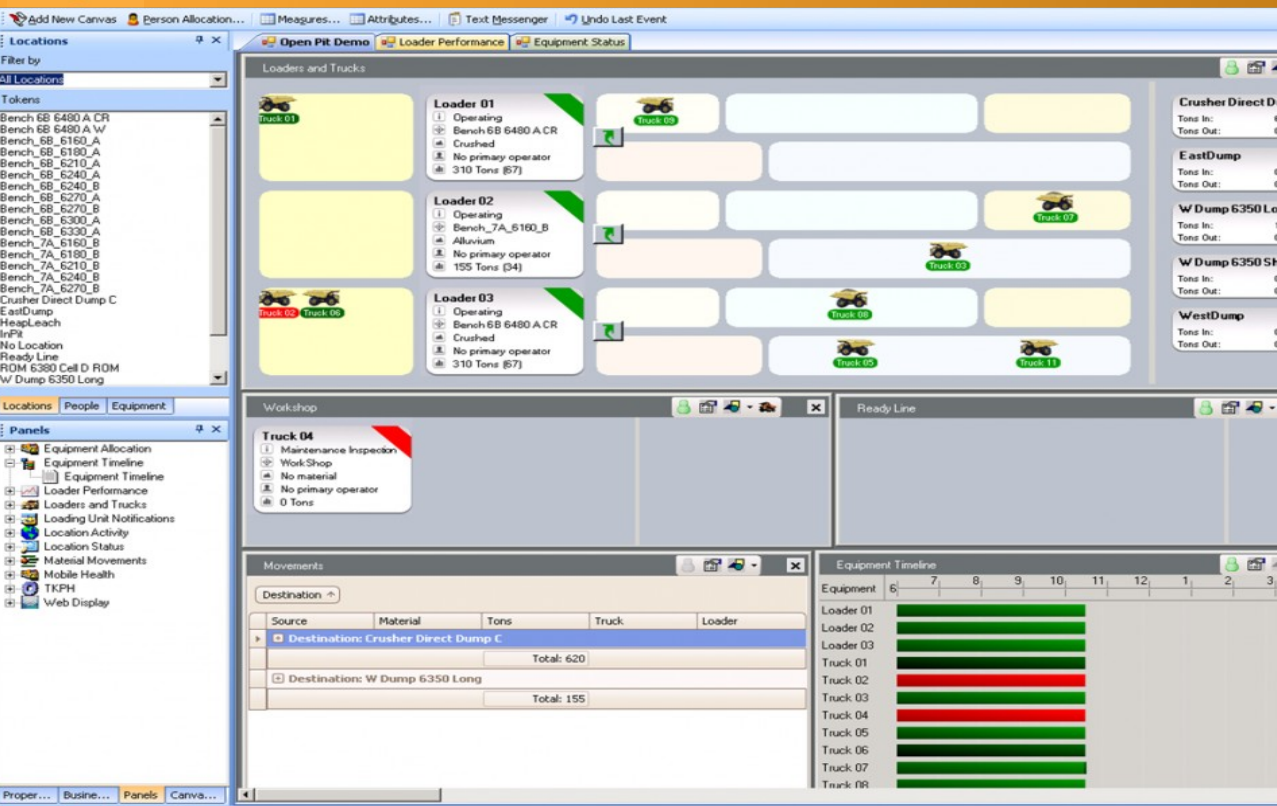 Add New Canvas Person Allocation... Measures... Attributes... Text Messenger Undo Last Event
Locations
Filter by
All Locations
Tokens
Bench 6B 6480 A CR
Bench 6B 6480 A W
Bench_6B_6160_A
Bench_6B_6180_A
Bench_6B_6210_A
Bench_6B_6240_A
Bench_6B_6240_B
Bench_6B_6270_A
Bench_6B_6270_B
Bench_6B_6300_A
Bench_6B_6330_A
Bench_7A_6160_B
Bench_7A_6180_B
Bench_7A_6210_B
Bench_7A_6240_B
Bench_7A_6270_B
Crusher Direct Dump C
EastDump
HeapLeach
InPit
No Location
Ready Line
ROM 6380 Cell D ROM
W Dump 6350 Long
Locations People Equipment
Panels
Equipment Allocation
Equipment Timeline
Equipment Timeline
Loader Performance
Loaders and Trucks
Loading Unit Notifications
Location Activity
Location Status
Material Movements
Mobile Health
TKPH
Web Display
Proper... Busine... Panels Canva...
Open Pit Demo Loader Performance Equipment Status
Loaders and Trucks
Truck 01
Loader 01
Operating
Bench 6B 6480 A CR
Crushed
No primary operator
310 Tons (67)
Truck 09
Loader 02
Operating
Bench_7A_6160_B
Alluvium
No primary operator
155 Tons (34)
Truck 07
Truck 03
Truck 02 Truck 06
Loader 03
Operating
Bench 6B 6480 A CR
Crushed
No primary operator
310 Tons (67)
Truck 08
Truck 05 Truck 11
Crusher Direct D
Tons In:
Tons Out:
EastDump
Tons In:
Tons Out:
W Dump 6350 Lo
Tons In:
Tons Out:
W Dump 6350 Sh
Tons In:
Tons Out:
WestDump
Tons In:
Tons Out:
Workshop
Truck 04
Maintenance Inspection
WorkShop
No material
No primary operator
0 Tons
Ready Line
Movements
Destination
Source Material Tons Truck Loader
Destination: Crusher Direct Dump C
Total: 620
Destination: W Dump 6350 Long
Total: 155
Equipment Timeline
Equipment 6 7 8 9 10 11 12 1 2 3
Loader 01
Loader 02
Loader 03
Truck 01
Truck 02
Truck 03
Truck 04
Truck 05
Truck 06
Truck 07
Truck 08